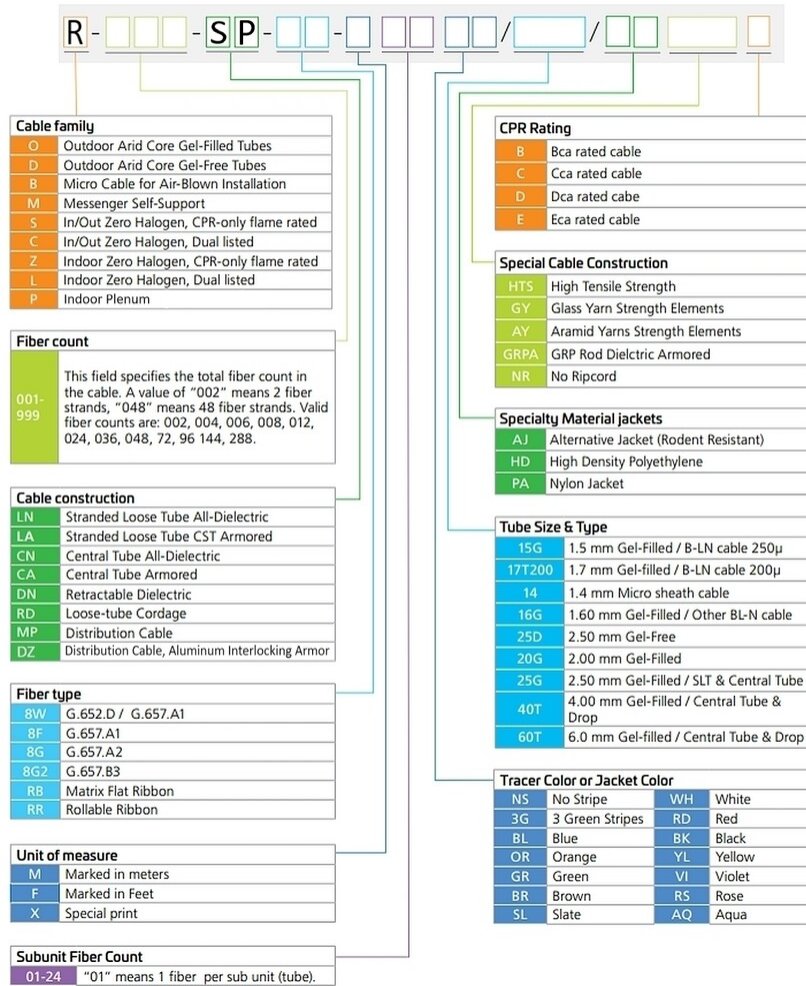 R - - SP - - / /
Cable family
O Outdoor Arid Core Gel-Filled Tubes
D Outdoor Arid Core Gel-Free Tubes
B Micro Cable for Air-Blown Installation
M Messenger Self-Support
S In/Out Zero Halogen, CPR-only flame rated
C In/Out Zero Halogen, Dual listed
Z Indoor Zero Halogen, CPR-only flame rated
L Indoor Zero Halogen, Dual listed
P Indoor Plenum
Fiber count
001-
999
This field specifies the total fiber count in
the cable. A value of “002” means 2 fiber
strands, “048” means 48 fiber strands. Valid
fiber counts are: 002, 004, 006, 008, 012,
024, 036, 048, 72, 96 144, 288.
Cable construction
LN Stranded Loose Tube All-Dielectric
LA Stranded Loose Tube CST Armored
CN Central Tube All-Dielectric
CA Central Tube Armored
DN Retractable Dielectric
RD Loose-tube Cordage
MP Distribution Cable
DZ Distribution Cable, Aluminum Interlocking Armor
Fiber type
8W G.652.D / G.657.A1
8F G.657.A1
8G G.657.A2
8G2 G.657.B3
RB Matrix Flat Ribbon
RR Rollable Ribbon
Unit of measure
M Marked in meters
F Marked in Feet
X Special print
Subunit Fiber Count
01-24 “01” means 1 fiber per sub unit (tube).
CPR Rating
B Bca rated cable
C Cca rated cable
D Dca rated cabe
E Eca rated cable
Special Cable Construction
HTS High Tensile Strength
GY Glass Yarn Strength Elements
AY Aramid Yarns Strength Elements
GRPA GRP Rod Dielctric Armored
NR No Ripcord
Specialty Material jackets
AJ Alternative Jacket (Rodent Resistant)
HD High Density Polyethylene
PA Nylon Jacket
Tube Size & Type
15G 1.5 mm Gel-Filled / B-LN cable 250µ
17T200 1.7 mm Gel-filled / B-LN cable 200µ
14 1.4 mm Micro sheath cable
16G 1.60 mm Gel-Filled / Other BL-N cable
25D 2.50 mm Gel-Free
20G 2.00 mm Gel-Filled
25G 2.50 mm Gel-Filled / SLT & Central Tube
40T 4.00 mm Gel-Filled / Central Tube &
Drop
60T 6.0 mm Gel-filled / Central Tube & Drop
Tracer Color or Jacket Color
NS No Stripe WH White
3G 3 Green Stripes RD Red
BL Blue BK Black
OR Orange YL Yellow
GR Green VI Violet
BR Brown RS Rose
SL Slate AQ Aqua